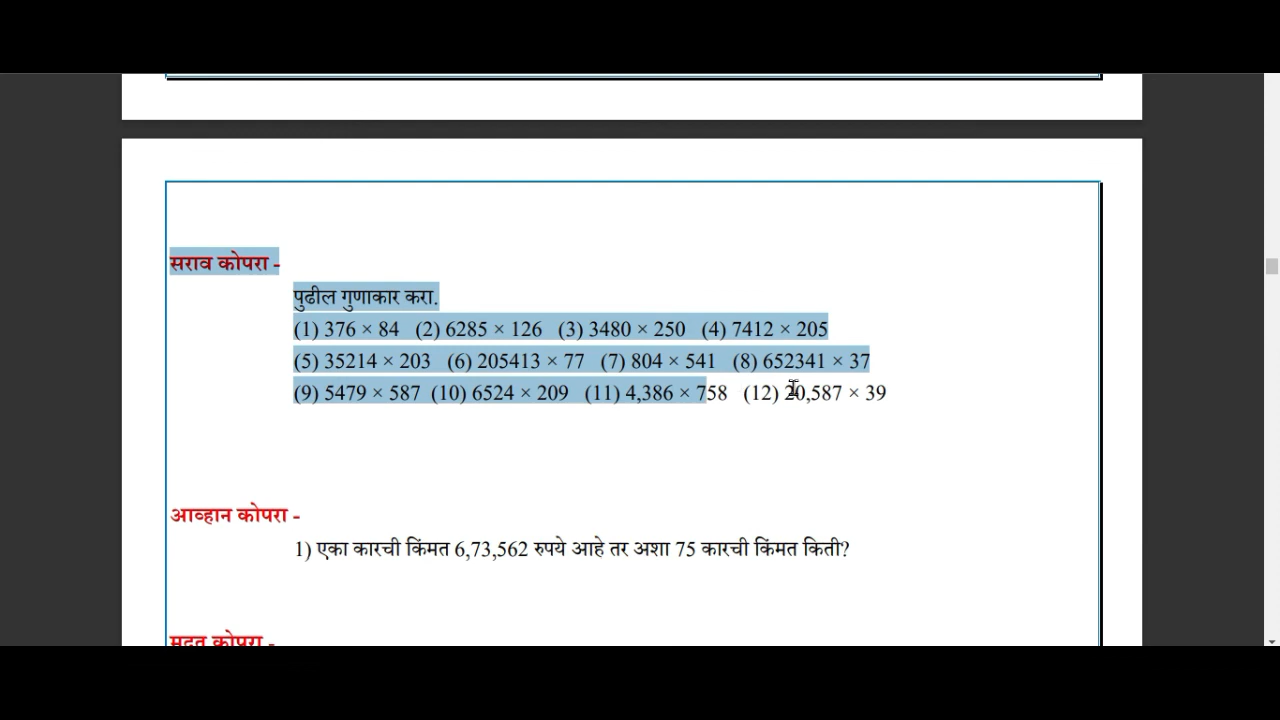 सराव कोपरा -
पुढील गुणाकार करा.
(1) 376 × 84 (2) 6285 × 126 (3) 3480 × 250 (4) 7412 × 205
(5) 35214 × 203 (6) 205413 × 77 (7) 804 × 541 (8) 652341 × 37
(9) 5479 × 587 (10) 6524 × 209 (11) 4,386 × 758 (12) 20,587 × 39
आव्हान कोपरा -
1) एका कारची किंमत 6,73,562 रुपये आहे तर अशा 75 कारची किंमत किती?
मदत कोपरा -